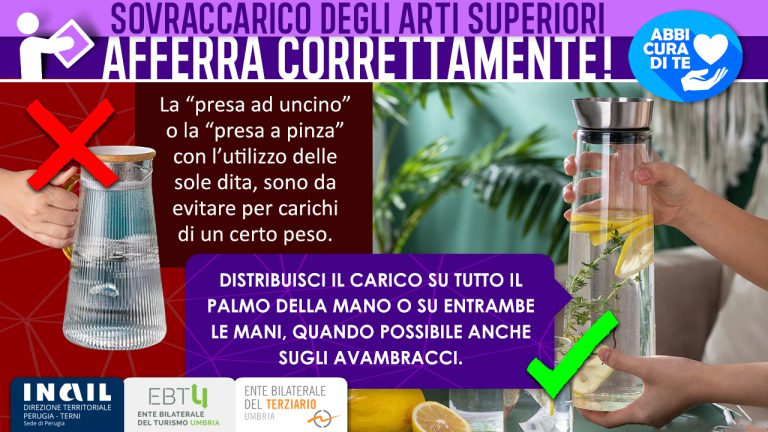 SOVRACCARICO DEGLI ARTI SUPERIORI
AFFERRA CORRETTAMENTE!
ABBI
CURA
DI TE
La “presa ad uncino”
o la “presa a pinza”
con l’utilizzo delle
sole dita, sono da
evitare per carichi
di un certo peso.
DISTRIBUISCI IL CARICO SU TUTTO IL
PALMO DELLA MANO O SU ENTRAMBE
LE MANI, QUANDO POSSIBILE ANCHE
SUGLI AVAMBRACCI.
INAIL
DIREZIONE TERRITORIALE
PERUGIA - TERNI
Sede di Perugia
EBT4
ENTE BILATERALE
DEL TURISMO UMBRIA
ENTE BILATERALE
DEL TERZIARIO
UMBRIA